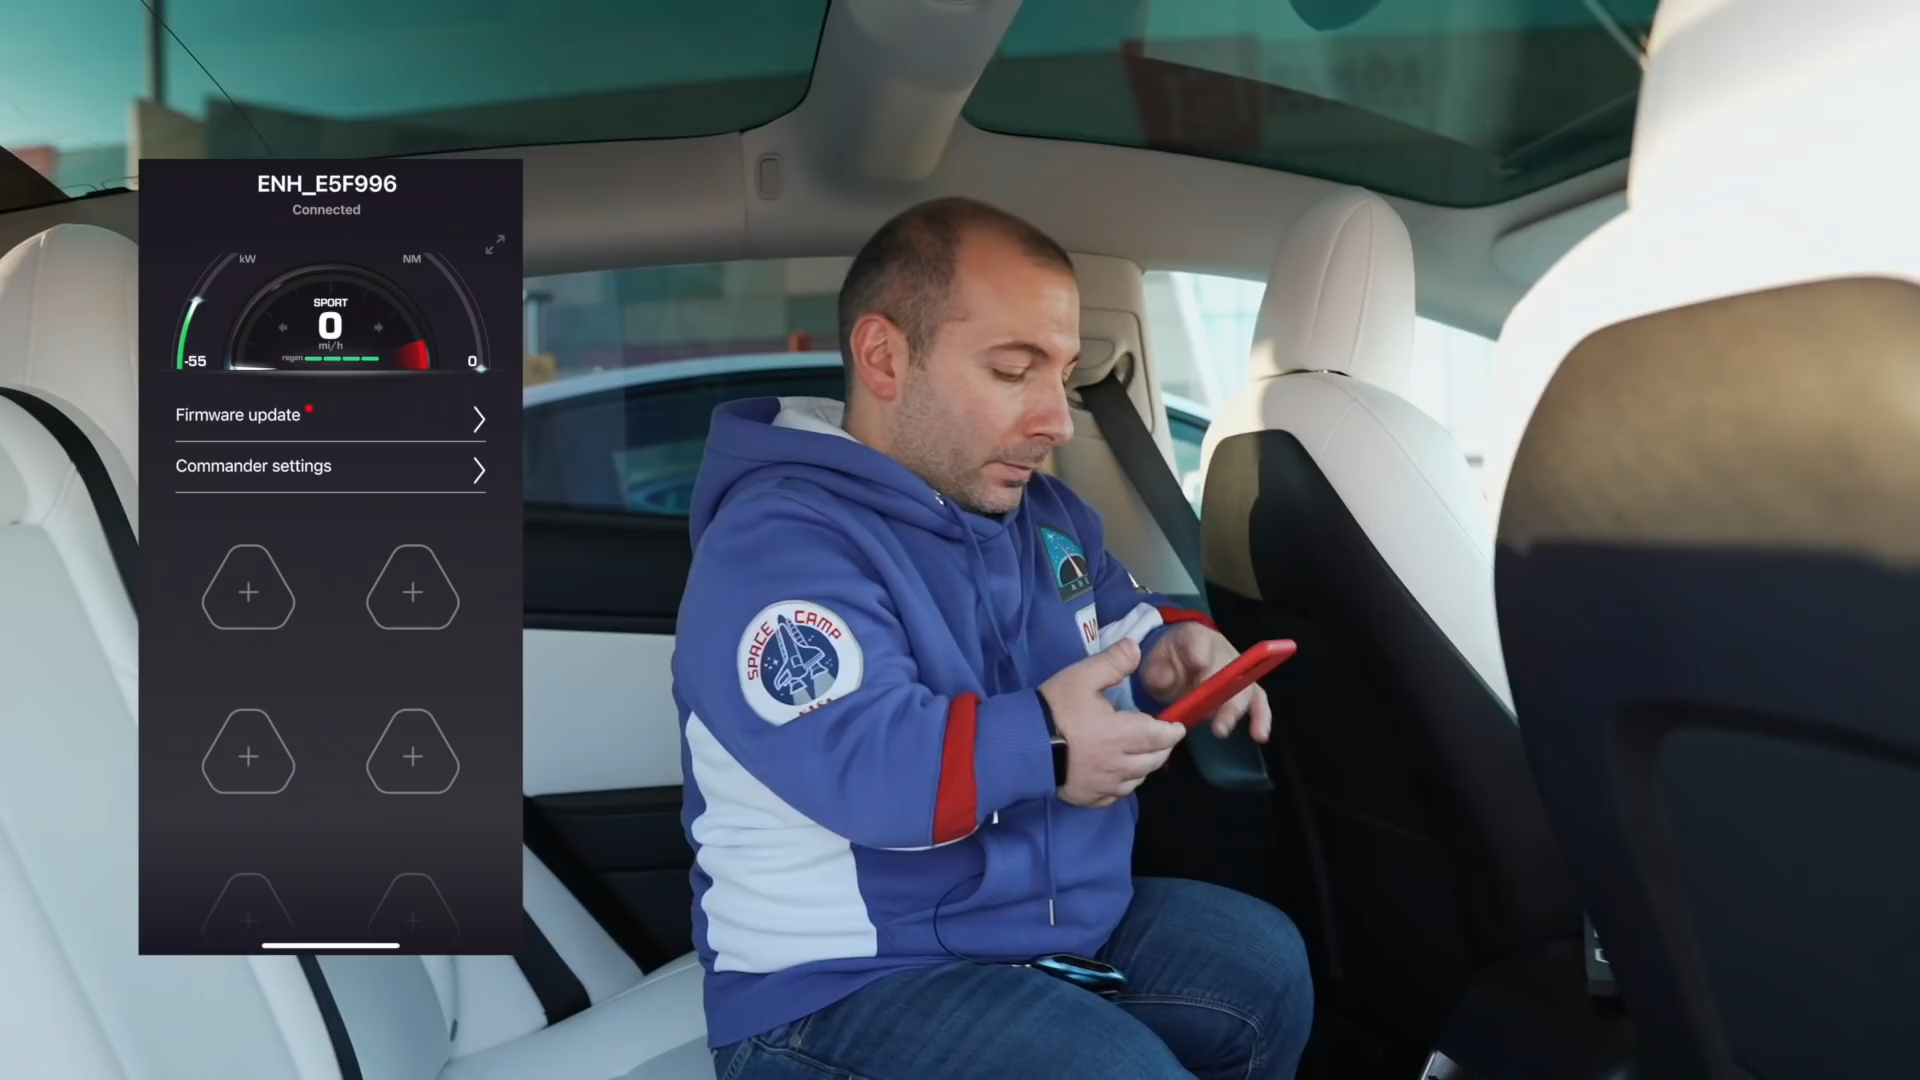 ENH_E5F996
Connected
kW
NM
SPORT
0
mi/h
regen
-55
0
Firmware update
Commander settings
SPACE CAMP